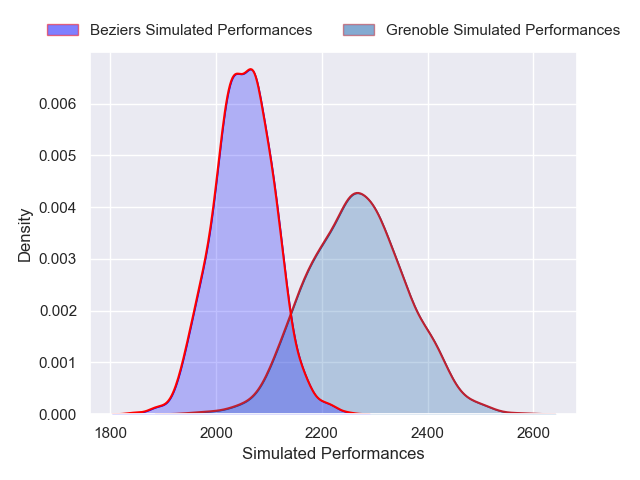 Beziers Simulated Performances
Grenoble Simulated Performances
0.006
0.005
0.004
0.003
0.002
0.001
0.000
Density
1800 2000 2200 2400 2600
Simulated Performances